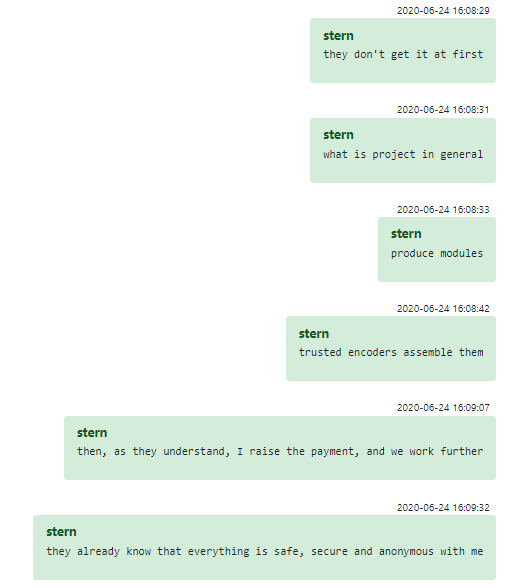 2020-06-24 16:08:29
stern
they don't get it at first
2020-06-24 16:08:31
stern
what is project in general
2020-06-24 16:08:33
stern
produce modules
2020-06-24 16:08:42
stern
trusted encoders assemble them
2020-06-24 16:09:07
stern
then, as they understand, I raise the payment, and we work further
2020-06-24 16:09:32
stern
they already know that everything is safe, secure and anonymous with me